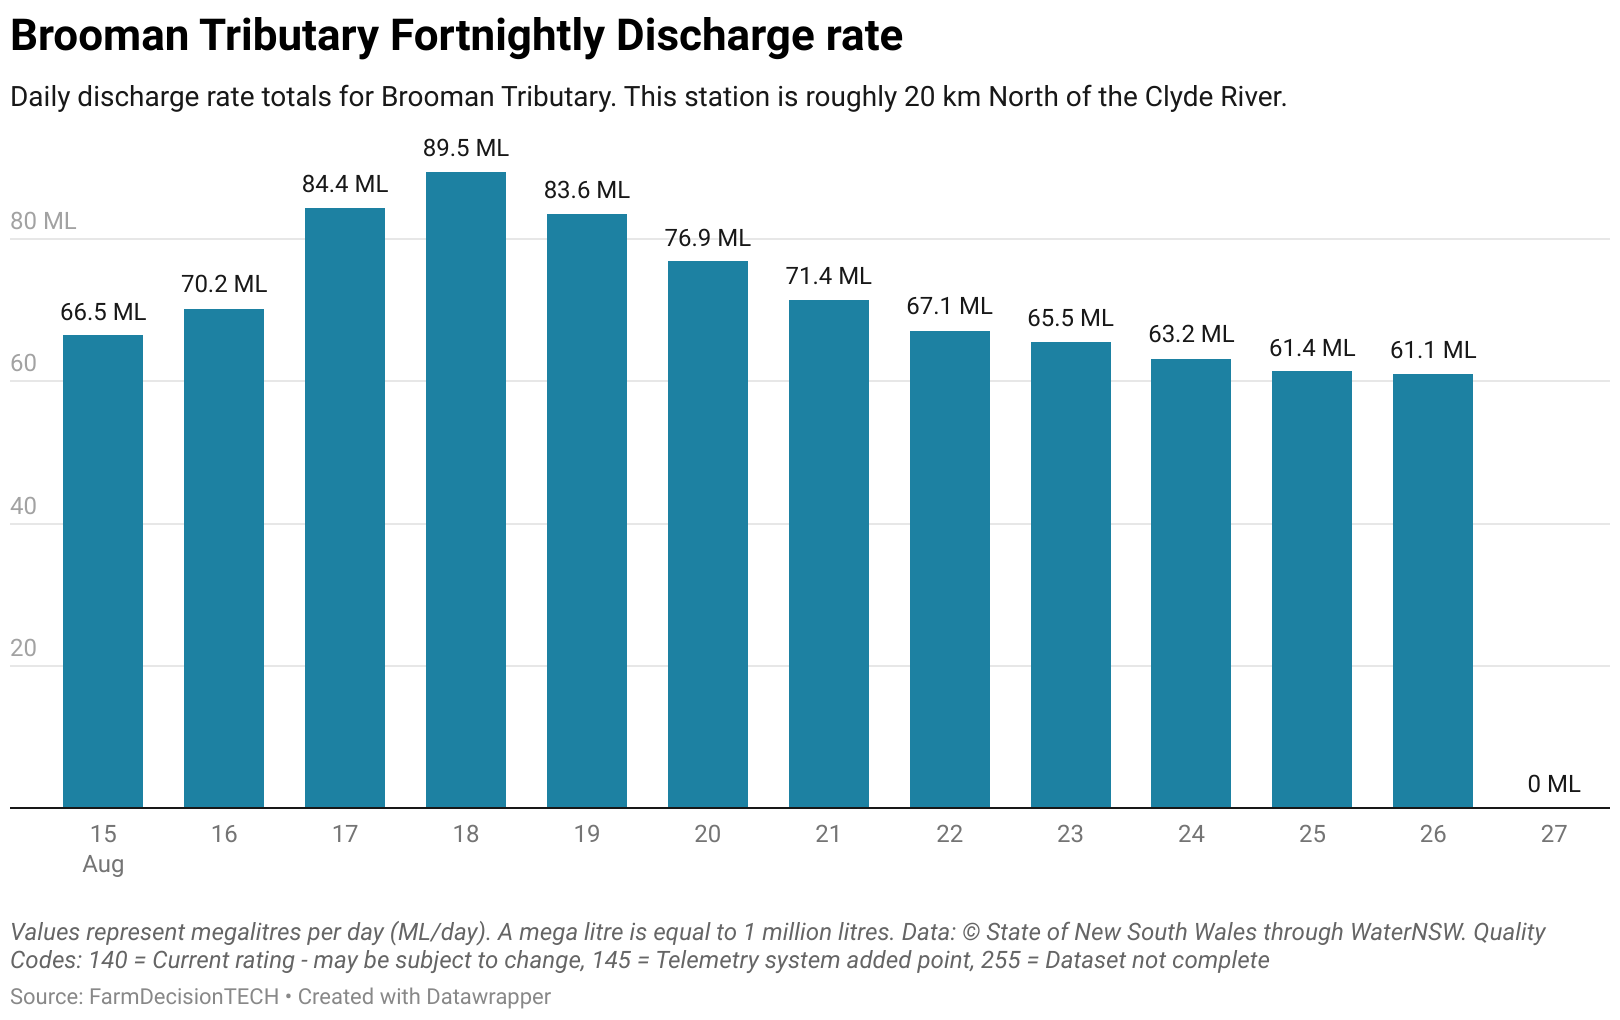 Brooman Tributary Fortnightly Discharge rate
Daily discharge rate totals for Brooman Tributary. This station is roughly 20 km North of the Clyde River.
89.5 ML
84.4 ML
83.6 ML
80 ML
76.9 ML
71.4 ML
70.2 ML
67.1 ML
66.5 ML
65.5 ML
63.2 ML
61.4 ML
61.1 ML
60
40
20
0 ML
15 16 17 18 19 20 21 22 23 24 25 26 27
Aug
Values represent megalitres per day (ML/day). A mega litre is equal to 1 million litres. Data: © State of New South Wales through WaterNSW. Quality
Codes: 140 = Current rating - may be subject to change, 145 = Telemetry system added point, 255 = Dataset not complete
Source: FarmDecisionTECH • Created with Datawrapper